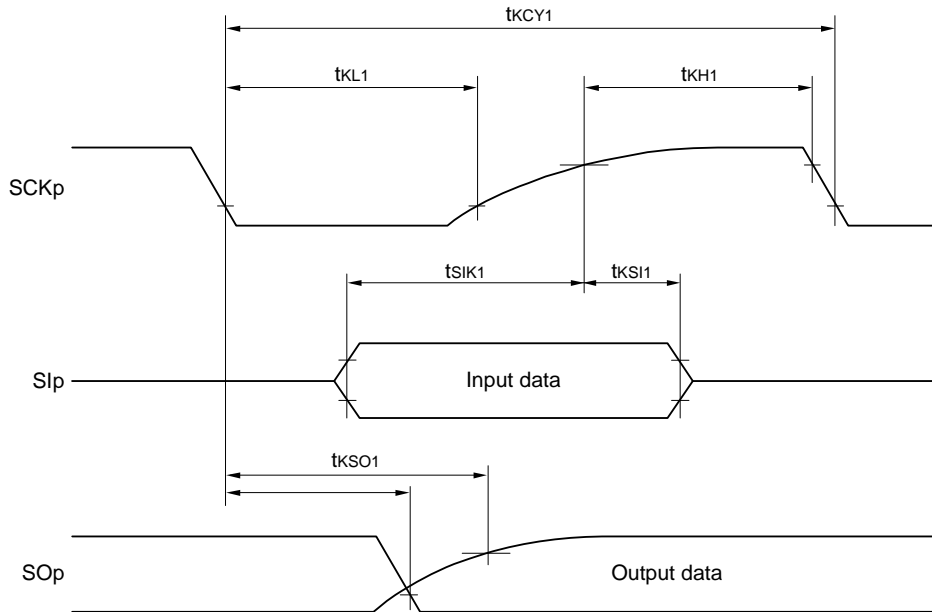 tKCY1
tKL1
tKH1
SCKp
tSIK1
tKSI1
SIp
Input data
tKSO1
SOp
Output data